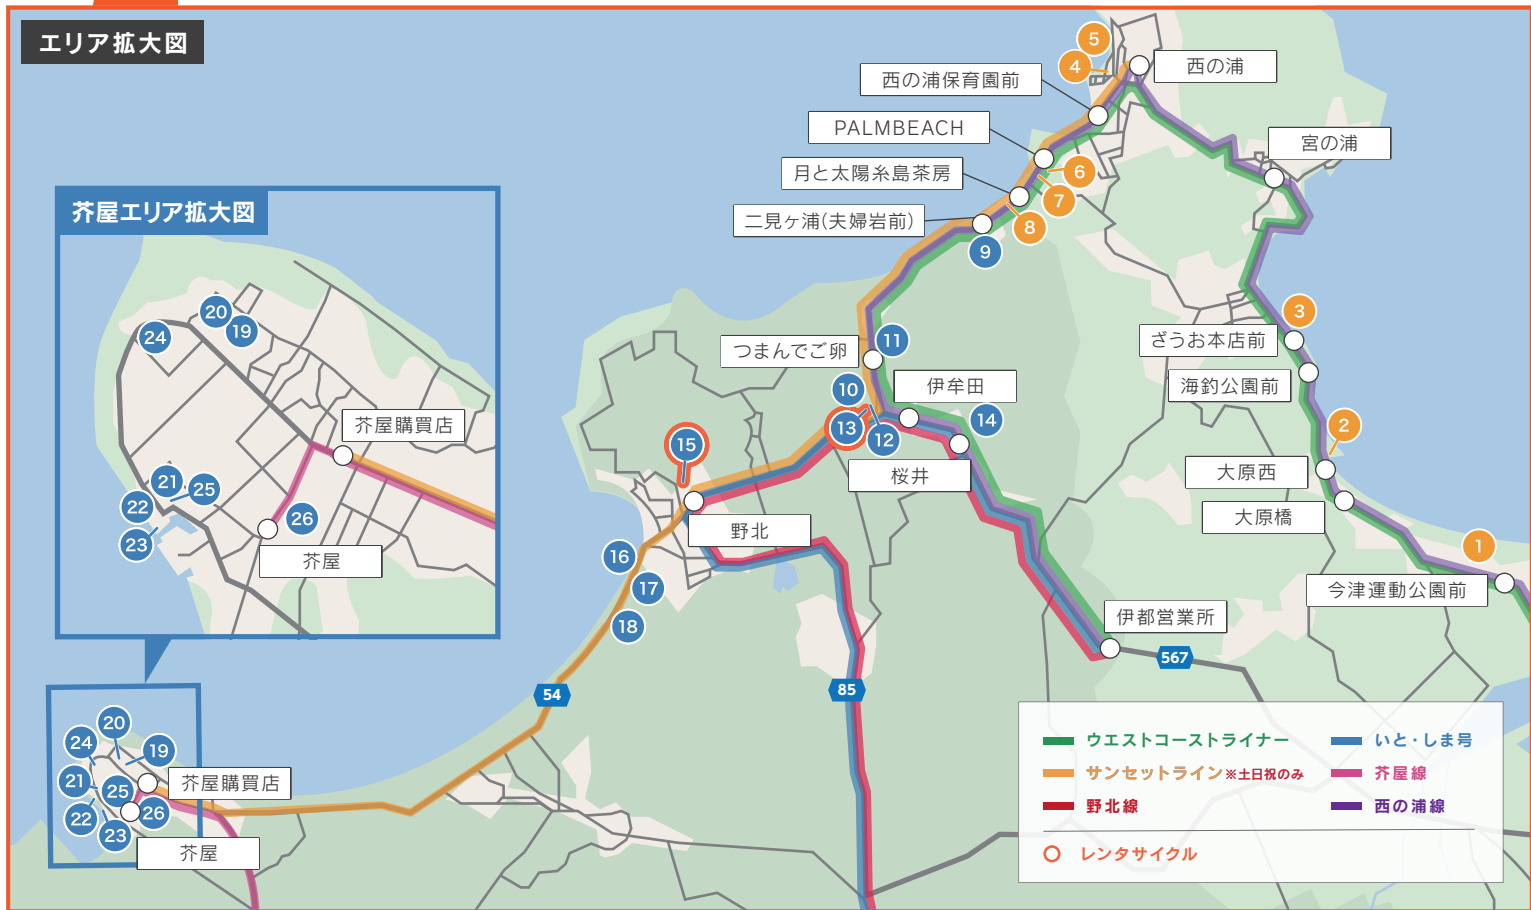 エリア拡大図
5
4
西の浦
西の浦保育園前
PALMBEACH
宮の浦
月と太陽糸島茶房
6
7
二見ヶ浦(夫婦岩前)
8
9
芥屋エリア拡大図
20
19
24
芥屋購買店
21
25
22
26
23
芥屋
3
11
つまんでご卵
ざうお本店前
10
伊牟田
海釣公園前
13
12
14
15
2
桜井
大原西
野北
大原橋
1
16
17
今津運動公園前
18
伊都営業所
567
54
85
20
24
19
21
25
芥屋購買店
22
26
23
芥屋
ウエストコーストライナー
いと・しま号
サンセットライン※土日祝のみ
芥屋線
野北線
西の浦線
レンタサイクル